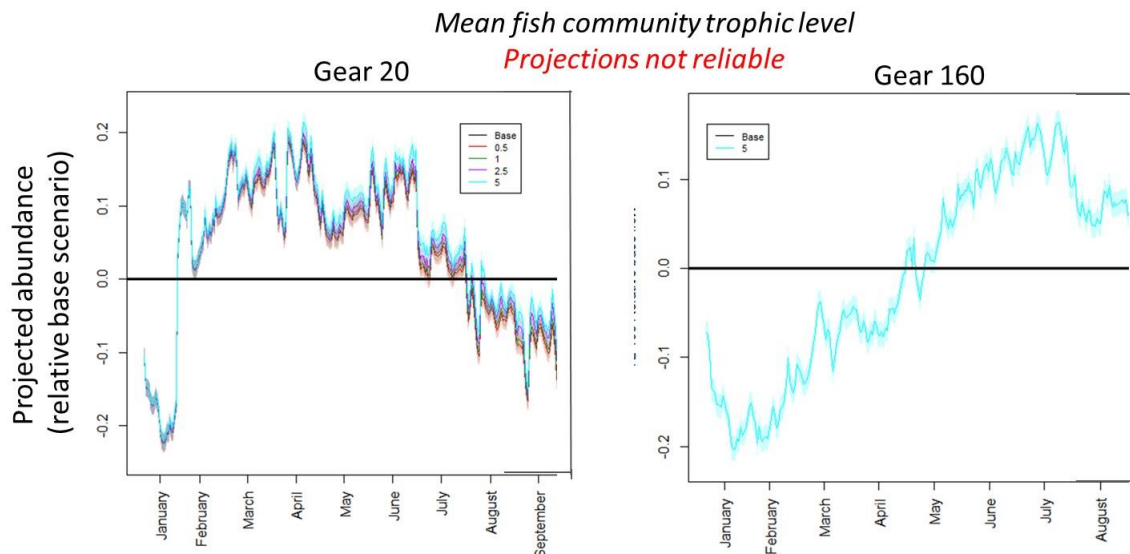 Mean fish community trophic level
Projections not reliable
Gear 20
Gear 160
Projected abundance
(relative base scenario)
0.2
0.1
0.0
-0.1
-0.2
Base
0.5
1
2.5
5
January
February
March
April
May
June
July
August
September
0.1
0.0
-0.1
-0.2
Base
5
January
February
March
April
May
June
July
August